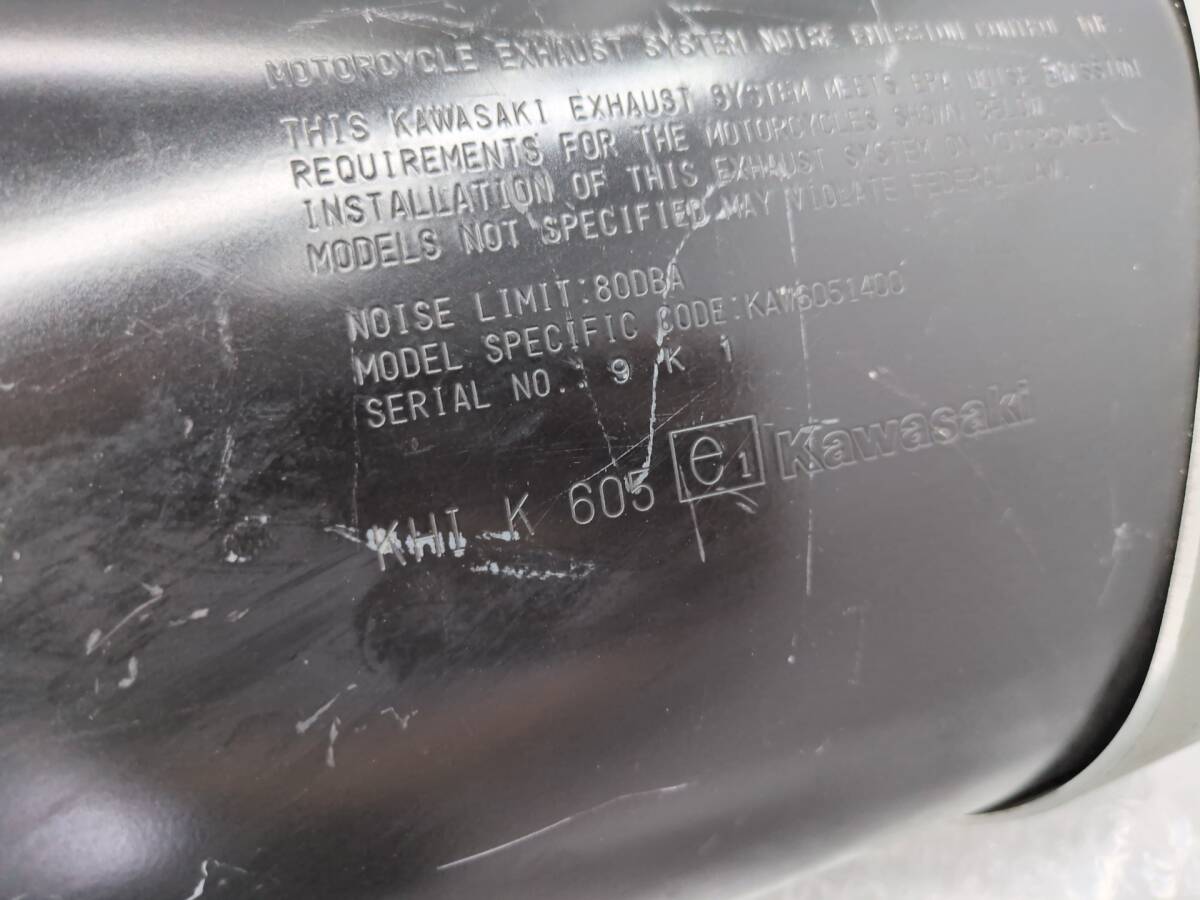 MOTORCYCLE EXHAUST SYSTEM NOISE EMISSION CONTROL
THIS KAWASAKI EXHAUST SYSTEM MEETS EPA NOISE EMISSION
REQUIREMENTS FOR THE MOTORCYCLES SHOWN BELOW.
INSTALLATION OF THIS EXHAUST SYSTEM ON MOTORCYCLE
MODELS NOT SPECIFIED MAY VIOLATE FEDERAL LAW.
NOISE LIMIT:80DBA
MODEL SPECIFIC CODE:KAW6051400
SERIAL NO.: 9 K 1
KHI K 605 e1 Kawasaki